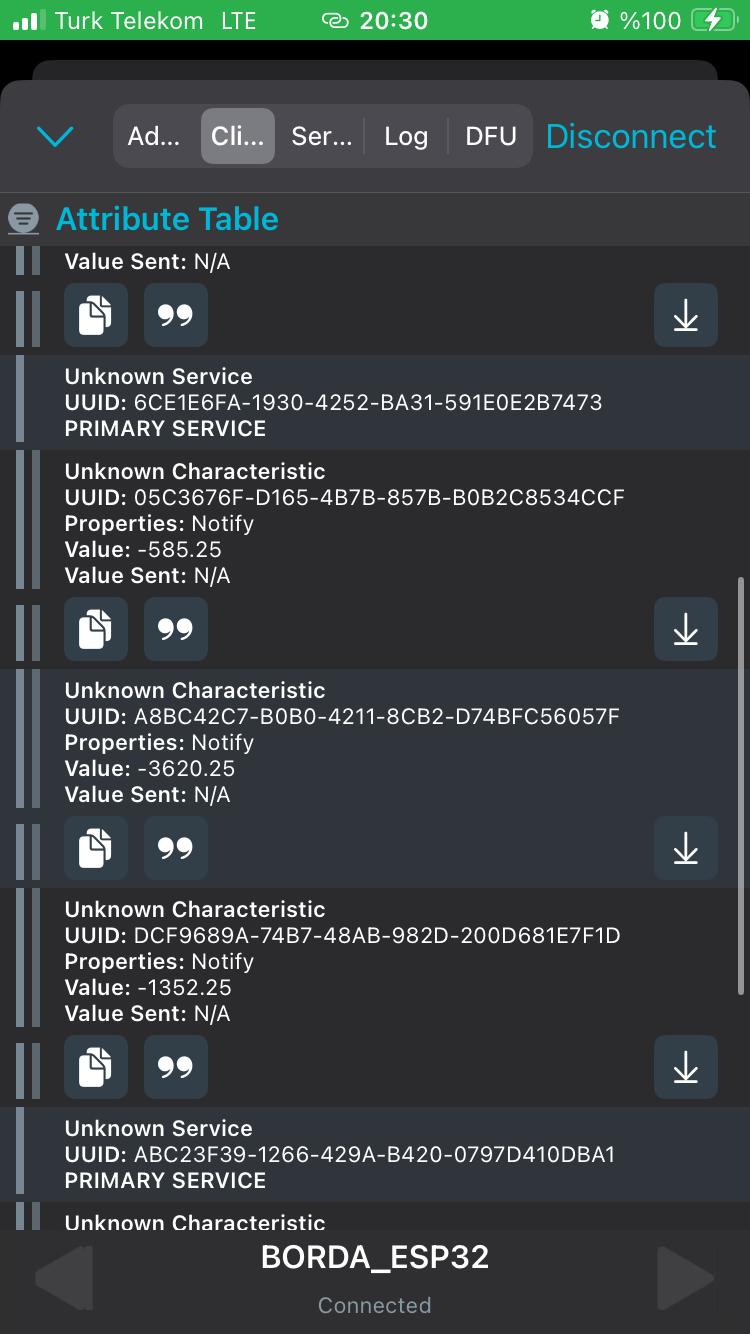 Turk Telekom LTE 20:30 %100
Ad... Cli... Ser... Log DFU Disconnect
Attribute Table
Value Sent: N/A
Unknown Service
UUID: 6CE1E6FA-1930-4252-BA31-591E0E2B7473
PRIMARY SERVICE
Unknown Characteristic
UUID: 05C3676F-D165-4B7B-857B-B0B2C8534CCF
Properties: Notify
Value: -585.25
Value Sent: N/A
Unknown Characteristic
UUID: A8BC42C7-B0B0-4211-8CB2-D74BFC56057F
Properties: Notify
Value: -3620.25
Value Sent: N/A
Unknown Characteristic
UUID: DCF9689A-74B7-48AB-982D-200D681E7F1D
Properties: Notify
Value: -1352.25
Value Sent: N/A
Unknown Service
UUID: ABC23F39-1266-429A-B420-0797D410DBA1
PRIMARY SERVICE
Unknown Characteristic
BORDA_ESP32
Connected